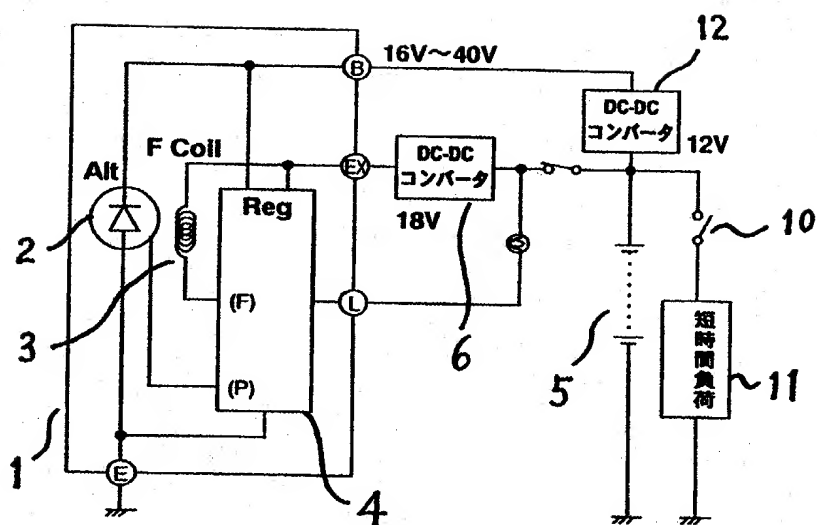 12
B
16V～40V
DC-DC
コンバータ
12V
F Coil
EX
DC-DC
コンバータ
18V
Alt
Reg
2
10
(F)
L
3
6
5
短時間負荷
11
(P)
1
E
4